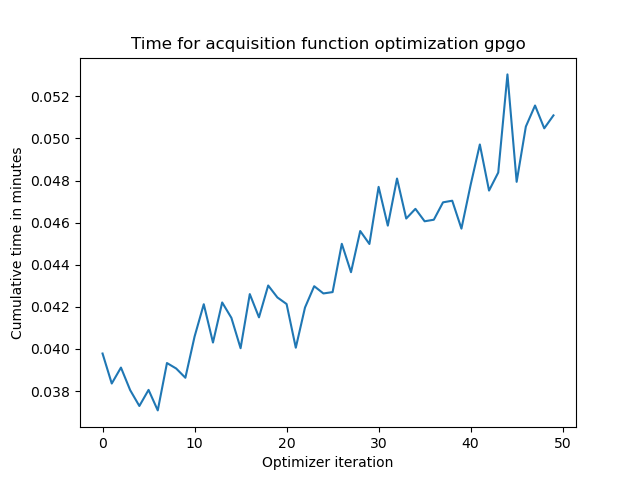 Time for acquisition function optimization gpgo
Cumulative time in minutes
0.052
0.050
0.048
0.046
0.044
0.042
0.040
0.038
0 10 20 30 40 50
Optimizer iteration